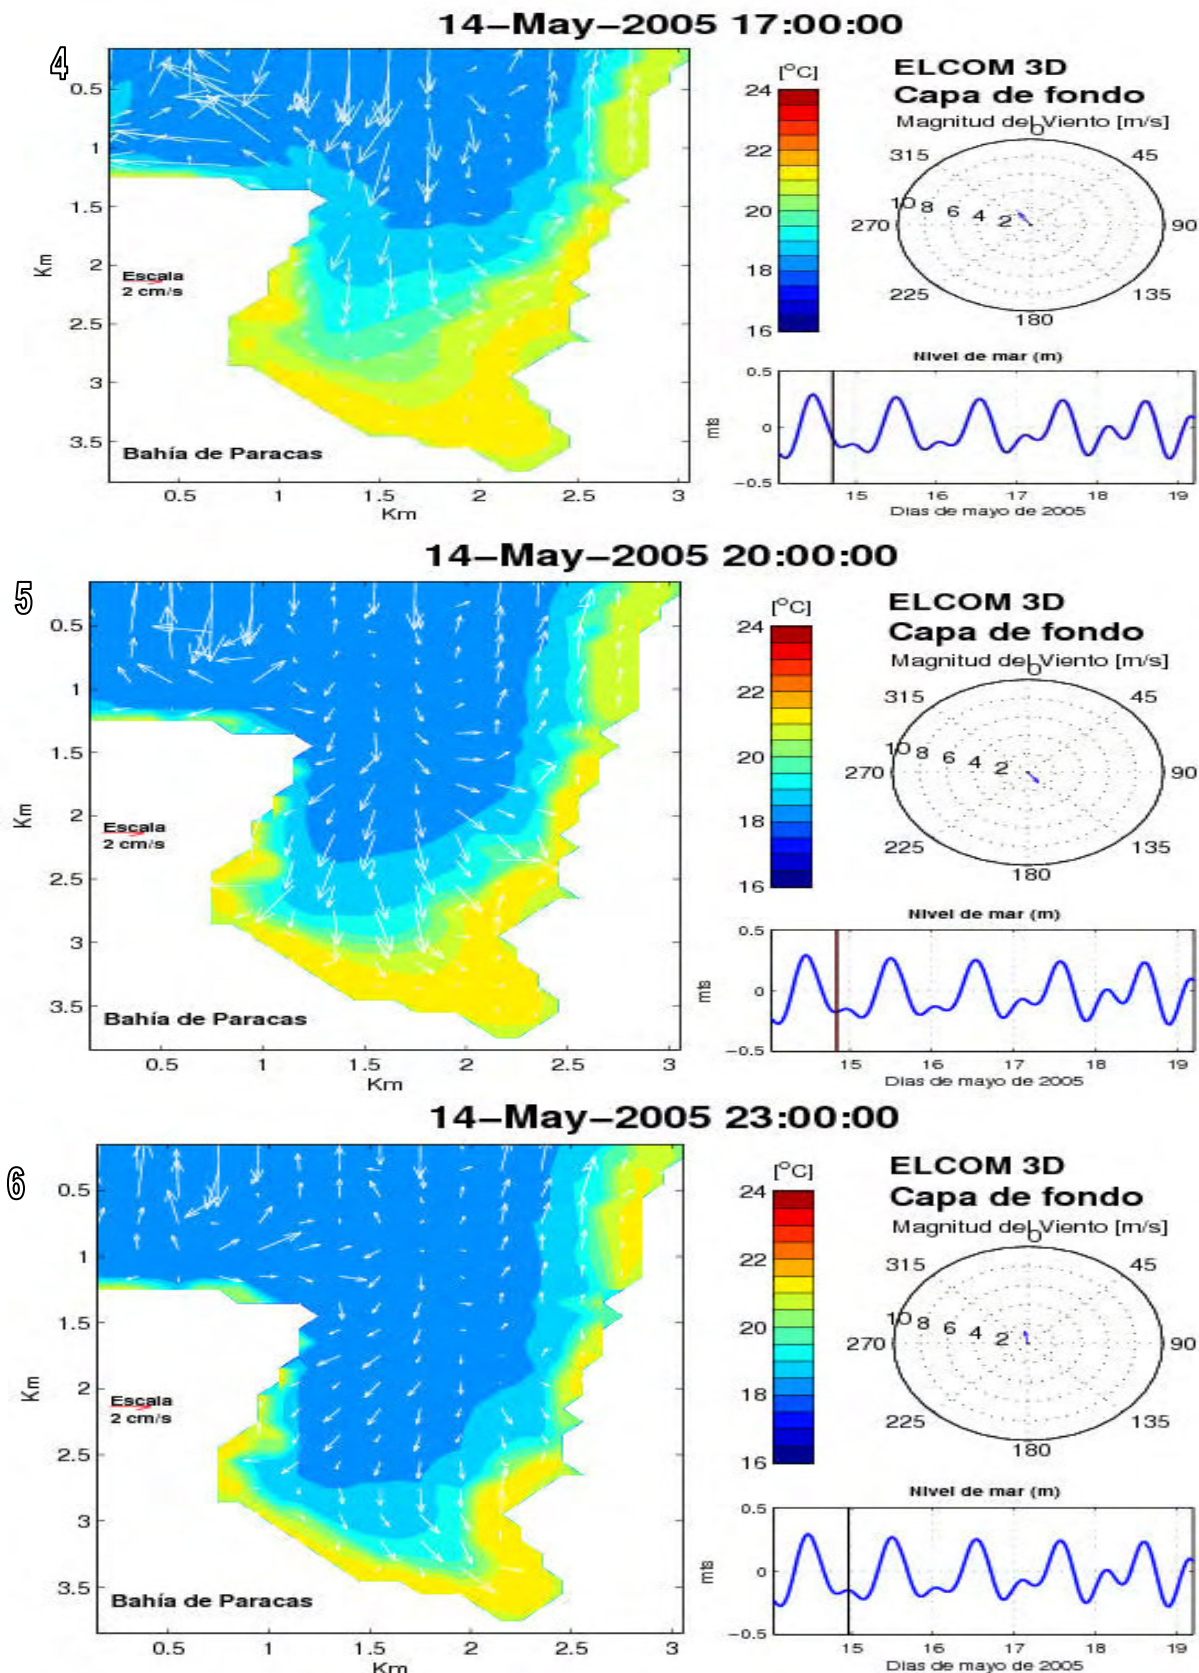 14-May-2005 17:00:00
4
0.5
1
1.5
2
2.5
3
3.5
Km
Escala
2 cm/s
Bahía de Paracas
0.5 1 1.5 2 2.5 3
Km
[°C]
24
22
20
18
16
ELCOM 3D
Capa de fondo
Magnitud del Viento [m/s]
0
315 45
10 8 6 4 2
270 90
225 135
180
Nivel de mar (m)
0.5
0
-0.5
mts
15 16 17 18 19
Dias de mayo de 2005
14-May-2005 20:00:00
5
0.5
1
1.5
2
2.5
3
3.5
Km
Escala
2 cm/s
Bahía de Paracas
0.5 1 1.5 2 2.5 3
Km
[°C]
24
22
20
18
16
ELCOM 3D
Capa de fondo
Magnitud del Viento [m/s]
0
315 45
10 8 6 4 2
270 90
225 135
180
Nivel de mar (m)
0.5
0
-0.5
mts
15 16 17 18 19
Dias de mayo de 2005
14-May-2005 23:00:00
6
0.5
1
1.5
2
2.5
3
3.5
Km
Escala
2 cm/s
Bahía de Paracas
0.5 1 1.5 2 2.5 3
Km
[°C]
24
22
20
18
16
ELCOM 3D
Capa de fondo
Magnitud del Viento [m/s]
0
315 45
10 8 6 4 2
270 90
225 135
180
Nivel de mar (m)
0.5
0
-0.5
mts
15 16 17 18 19
Dias de mayo de 2005